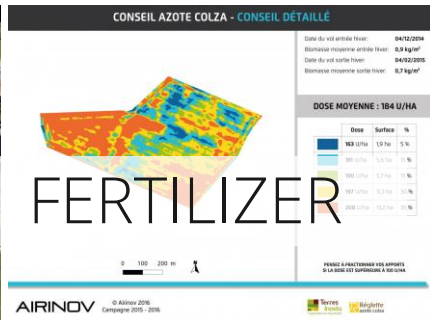 CONSEIL AZOTE COLZA - CONSEIL DÉTAILLÉ
Date du vol entrée hiver: 04/12/2014
Biomasse moyenne entrée hiver: 0,9 kg/m²
Date du vol sortie hiver: 04/02/2015
Biomasse moyenne sortie hiver: 0,7 kg/m²
DOSE MOYENNE : 184 U/HA
Dose Surface %
163 U/ha 1,9 ha 5 %
FERTILIZER
0 100 200 m
N
PENSEZ À FRACTIONNER VOS APPORTS
SI LA DOSE EST SUPÉRIEURE À 100 U/HA
AIRINOV
© Airinov 2016
Campagne 2015 - 2016
Terres Inovia
Réglette azote colza